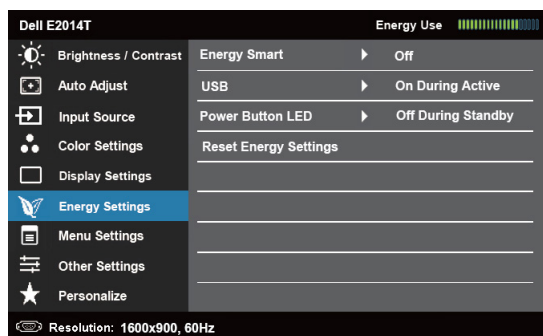 Dell E2014T Energy Use
Brightness / Contrast Energy Smart Off
Auto Adjust USB On During Active
Input Source Power Button LED Off During Standby
Color Settings Reset Energy Settings
Display Settings
Energy Settings
Menu Settings
Other Settings
Personalize
Resolution: 1600x900, 60Hz